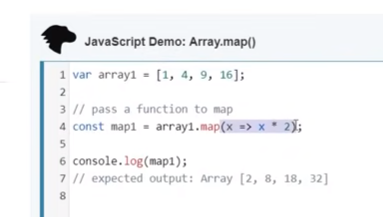 JavaScript Demo: Array.map()
1 var array1 = [1, 4, 9, 16];
2
3 // pass a function to map
4 const map1 = array1.map(x => x * 2);
5
6 console.log(map1);
7 // expected output: Array [2, 8, 18, 32]
8